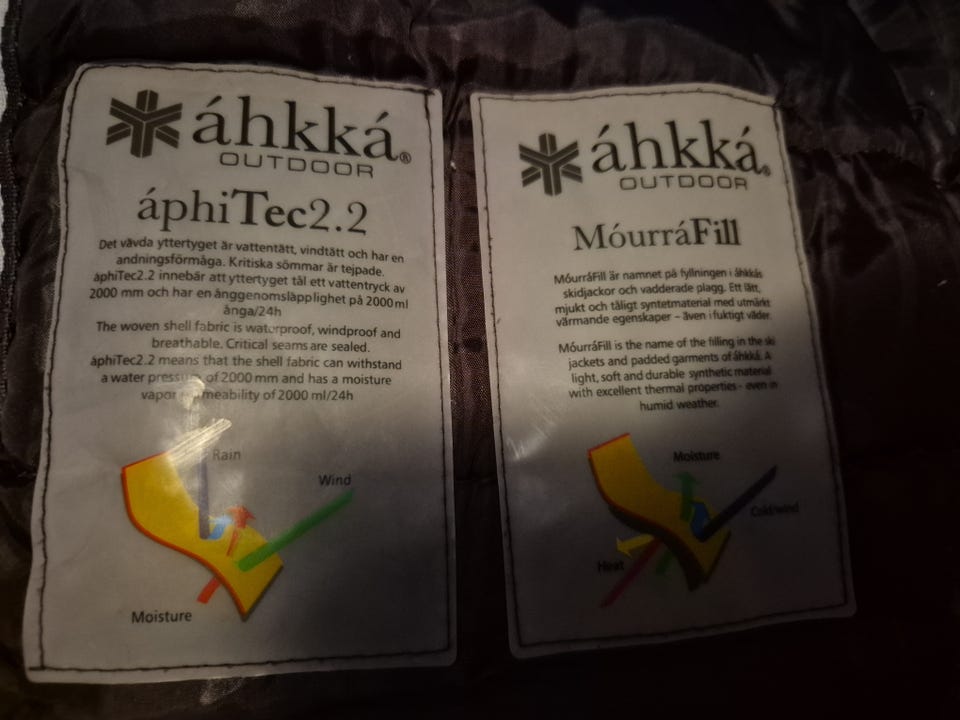 áhkká®
OUTDOOR
áphiTec2.2
Det vävda yttertyget är vattentätt, vindtätt och har en
andningsförmåga. Kritiska sömmar är tejpade.
áphiTec2.2 innebär att yttertyget tål ett vattentryck av
2000 mm och har en ånggenomsläpplighet på 2000 ml
ånga/24h
The woven shell fabric is waterproof, windproof and
breathable. Critical seams are sealed.
áphiTec2.2 means that the shell fabric can withstand
a water pressure of 2000 mm and has a moisture
vapor permeability of 2000 ml/24h
Rain
Wind
Moisture
áhkká®
OUTDOOR
MóurráFill
MóurráFill är namnet på fyllningen i áhkkás
skidjackor och vadderade plagg. Ett lätt,
mjukt och tåligt syntetmaterial med utmärkt
värmande egenskaper – även i fuktigt väder.
MóurráFill is the name of the filling in the ski
jackets and padded garments of áhkká. A
light, soft and durable synthetic material
with excellent thermal properties - even in
humid weather.
Moisture
Cold/wind
Heat